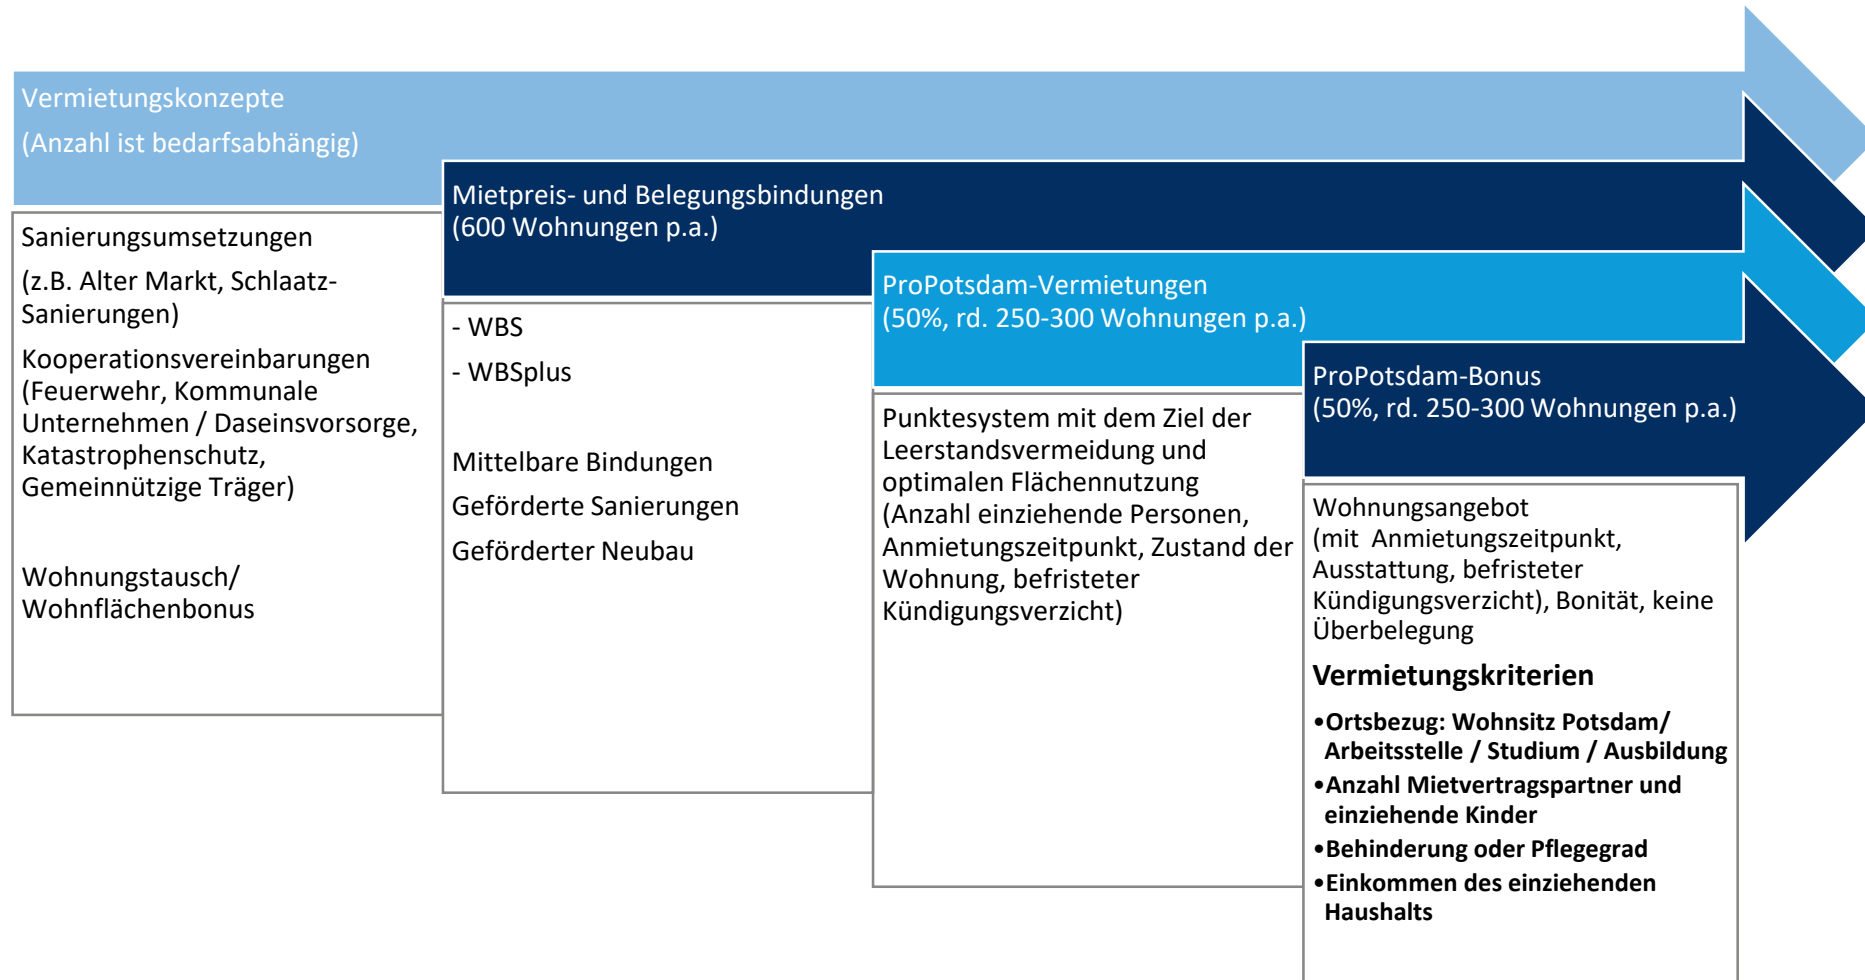 Vermietungskonzepte
(Anzahl ist bedarfsabhängig)
Sanierungsumsetzungen
(z.B. Alter Markt, Schlaatz-
Sanierungen)
Kooperationsvereinbarungen
(Feuerwehr, Kommunale
Unternehmen / Daseinsvorsorge,
Katastrophenschutz,
Gemeinnützige Träger)
Wohnungstausch/
Wohnflächenbonus
Mietpreis- und Belegungsbindungen
(600 Wohnungen p.a.)
- WBS
- WBSplus
Mittelbare Bindungen
Geförderte Sanierungen
Geförderter Neubau
ProPotsdam-Vermietungen
(50%, rd. 250-300 Wohnungen p.a.)
Punktesystem mit dem Ziel der
Leerstandsvermeidung und
optimalen Flächennutzung
(Anzahl einziehende Personen,
Anmietungszeitpunkt, Zustand der
Wohnung, befristeter
Kündigungsverzicht)
ProPotsdam-Bonus
(50%, rd. 250-300 Wohnungen p.a.)
Wohnungsangebot
(mit Anmietungszeitpunkt,
Ausstattung, befristeter
Kündigungsverzicht), Bonität, keine
Überbelegung
Vermietungskriterien
•Ortsbezug: Wohnsitz Potsdam/
Arbeitsstelle / Studium / Ausbildung
•Anzahl Mietvertragspartner und
einziehende Kinder
•Behinderung oder Pflegegrad
•Einkommen des einziehenden
Haushalts